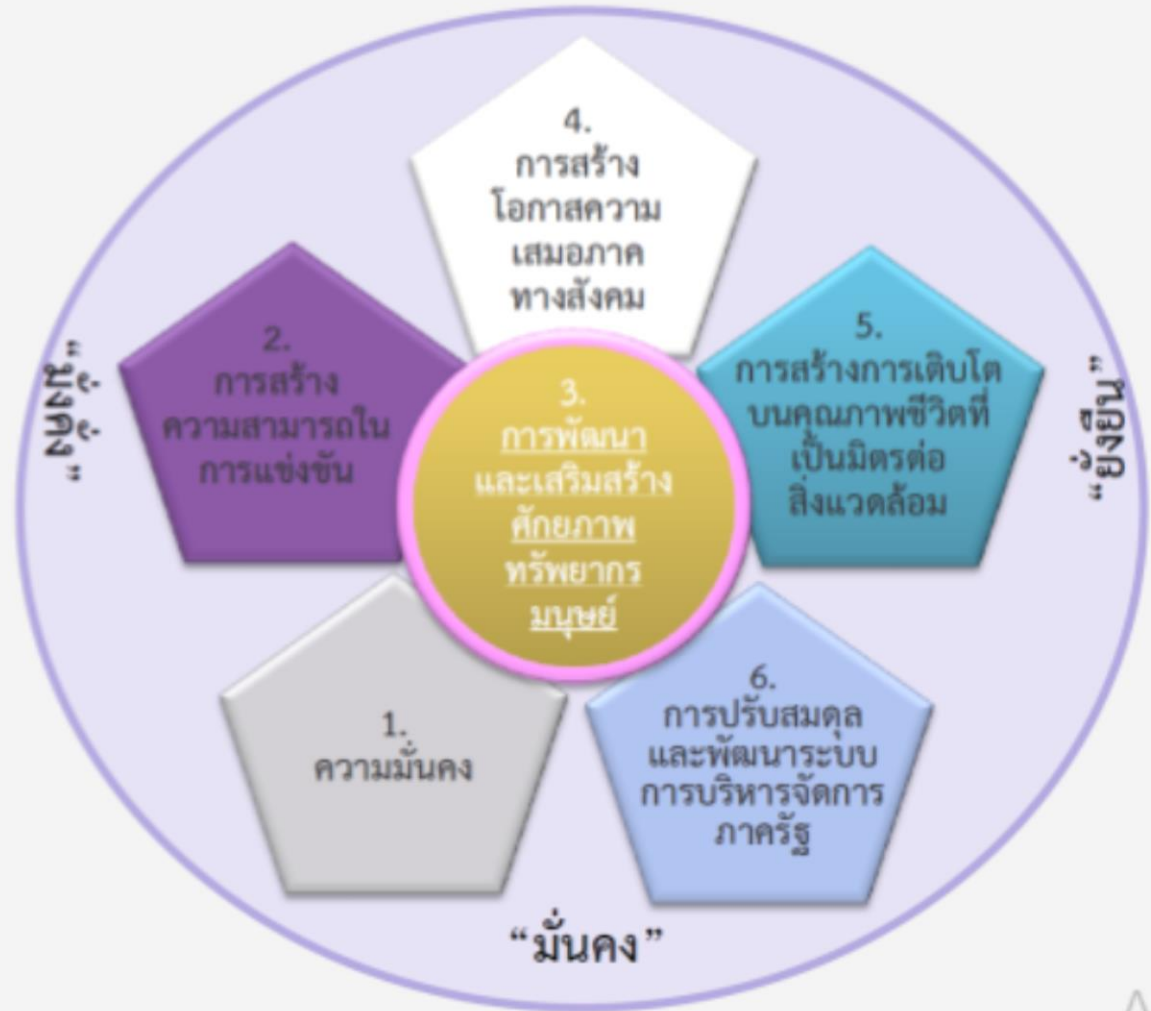 4.
การสร้าง
โอกาสความ
เสมอภาค
ทางสังคม
2.
การสร้าง
ความสามารถใน
การแข่งขัน
3.
การพัฒนา
และเสริมสร้าง
ศักยภาพ
ทรัพยากร
มนุษย์
5.
การสร้างการเติบโต
บนคุณภาพชีวิตที่
เป็นมิตรต่อ
สิ่งแวดล้อม
1.
ความมั่นคง
6.
การปรับสมดุล
และพัฒนาระบบ
การบริหารจัดการ
ภาครัฐ
“มั่งคั่ง”
“ยั่งยืน”
“มั่นคง”